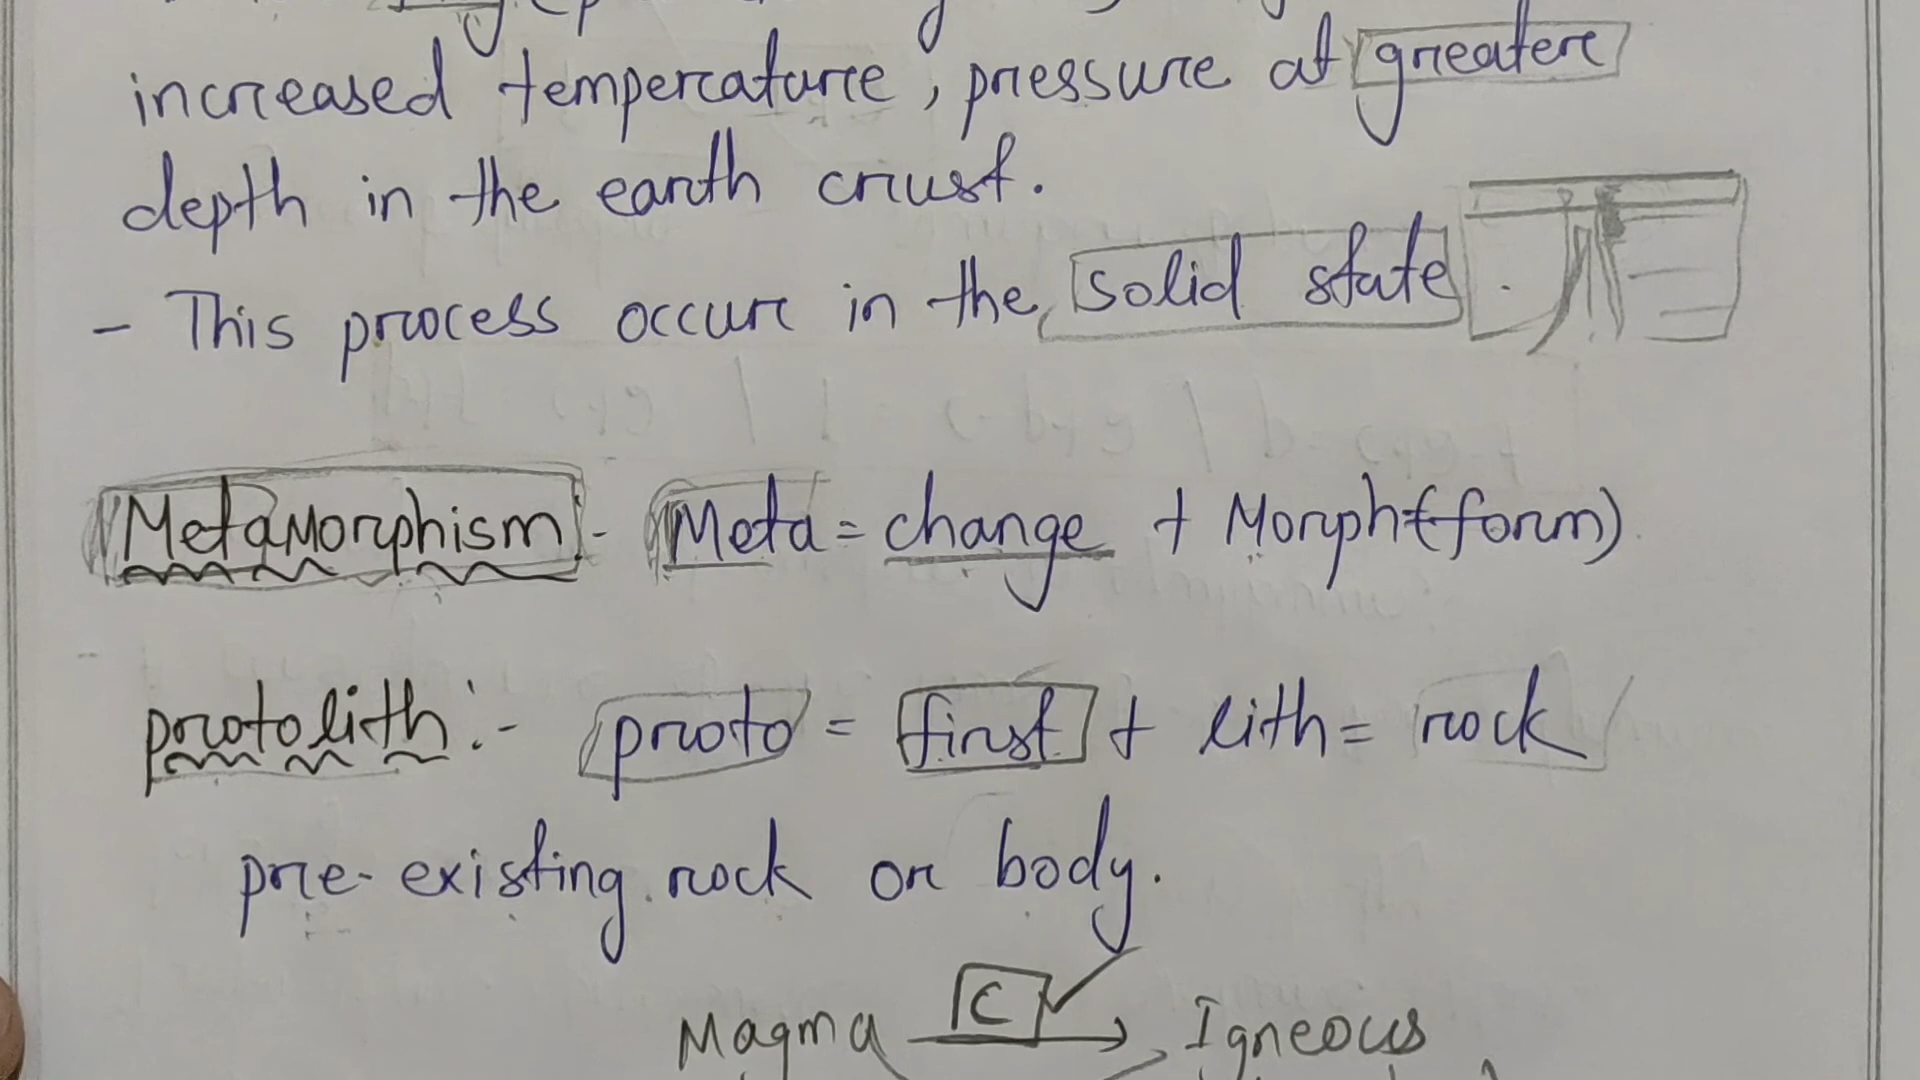 increased temperature, pressure at greater
depth in the earth crust.
- This process occur in the solid state.
Metamorphism:- Meta = change + Morph (form)
protolith:- proto = first + lith = rock
pre-existing rock or body.
Magma C → Igneous